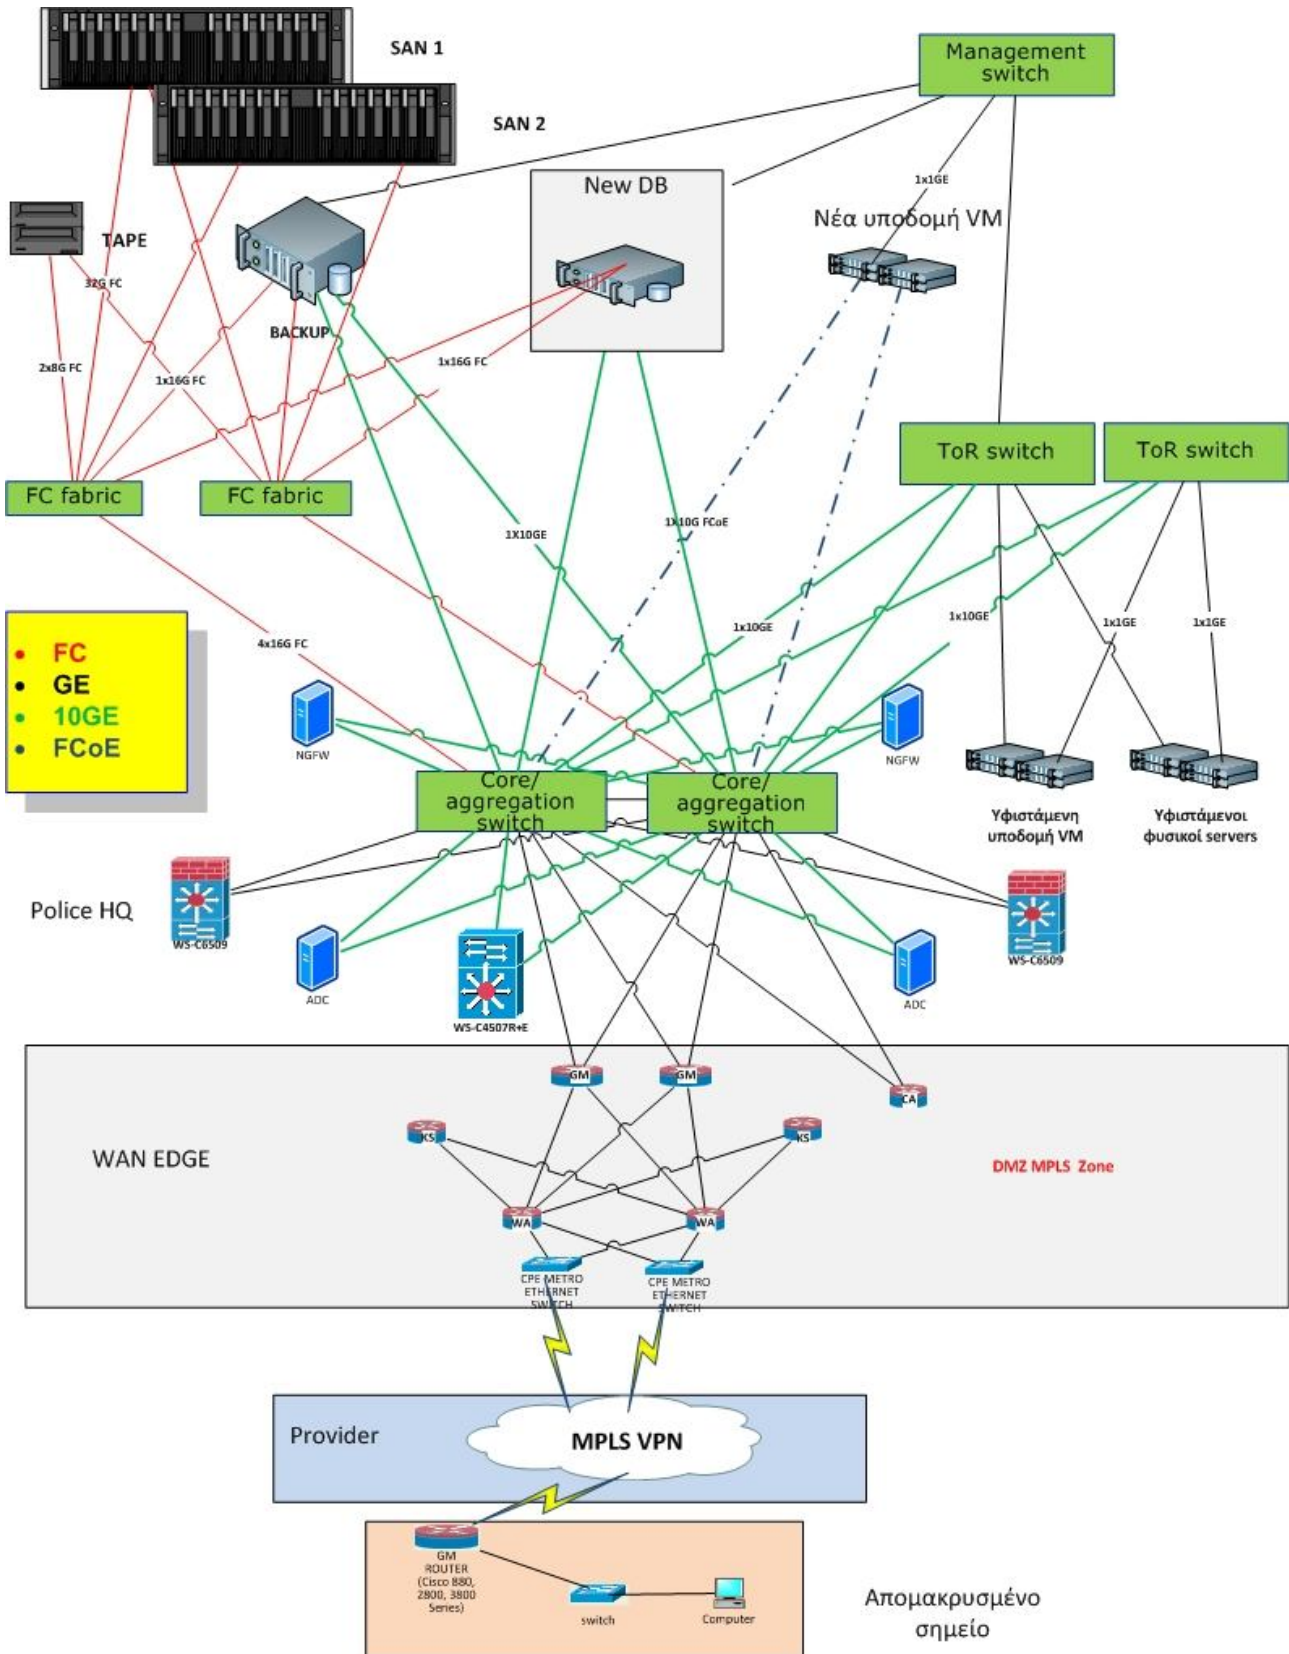 SAN 1
Management
switch
SAN 2
New DB
1x1GE
Νέα υποδομή VM
TAPE
32G FC
BACKUP
2x8G FC
1x16G FC
1x16G FC
ToR switch
ToR switch
FC fabric
FC fabric
1X10GE
1X10G FCoE
1x10GE
1x10GE
1x1GE
1x1GE
4x16G FC
• FC
• GE
• 10GE
• FCoE
NGFW
NGFW
Core/
aggregation
switch
Core/
aggregation
switch
Υφιστάμενη
υποδομή VM
Υφιστάμενοι
φυσικοί servers
Police HQ
WS-C6509
WS-C6509
ADC
WS-C4507R+E
ADC
GM
GM
CA
KS
KS
WAN EDGE
DMZ MPLS Zone
WA
WA
CPE METRO
ETHERNET
SWITCH
CPE METRO
ETHERNET
SWITCH
Provider
MPLS VPN
GM
ROUTER
(Cisco 880,
2800, 3800
Series)
switch
Computer
Απομακρυσμένο
σημείο